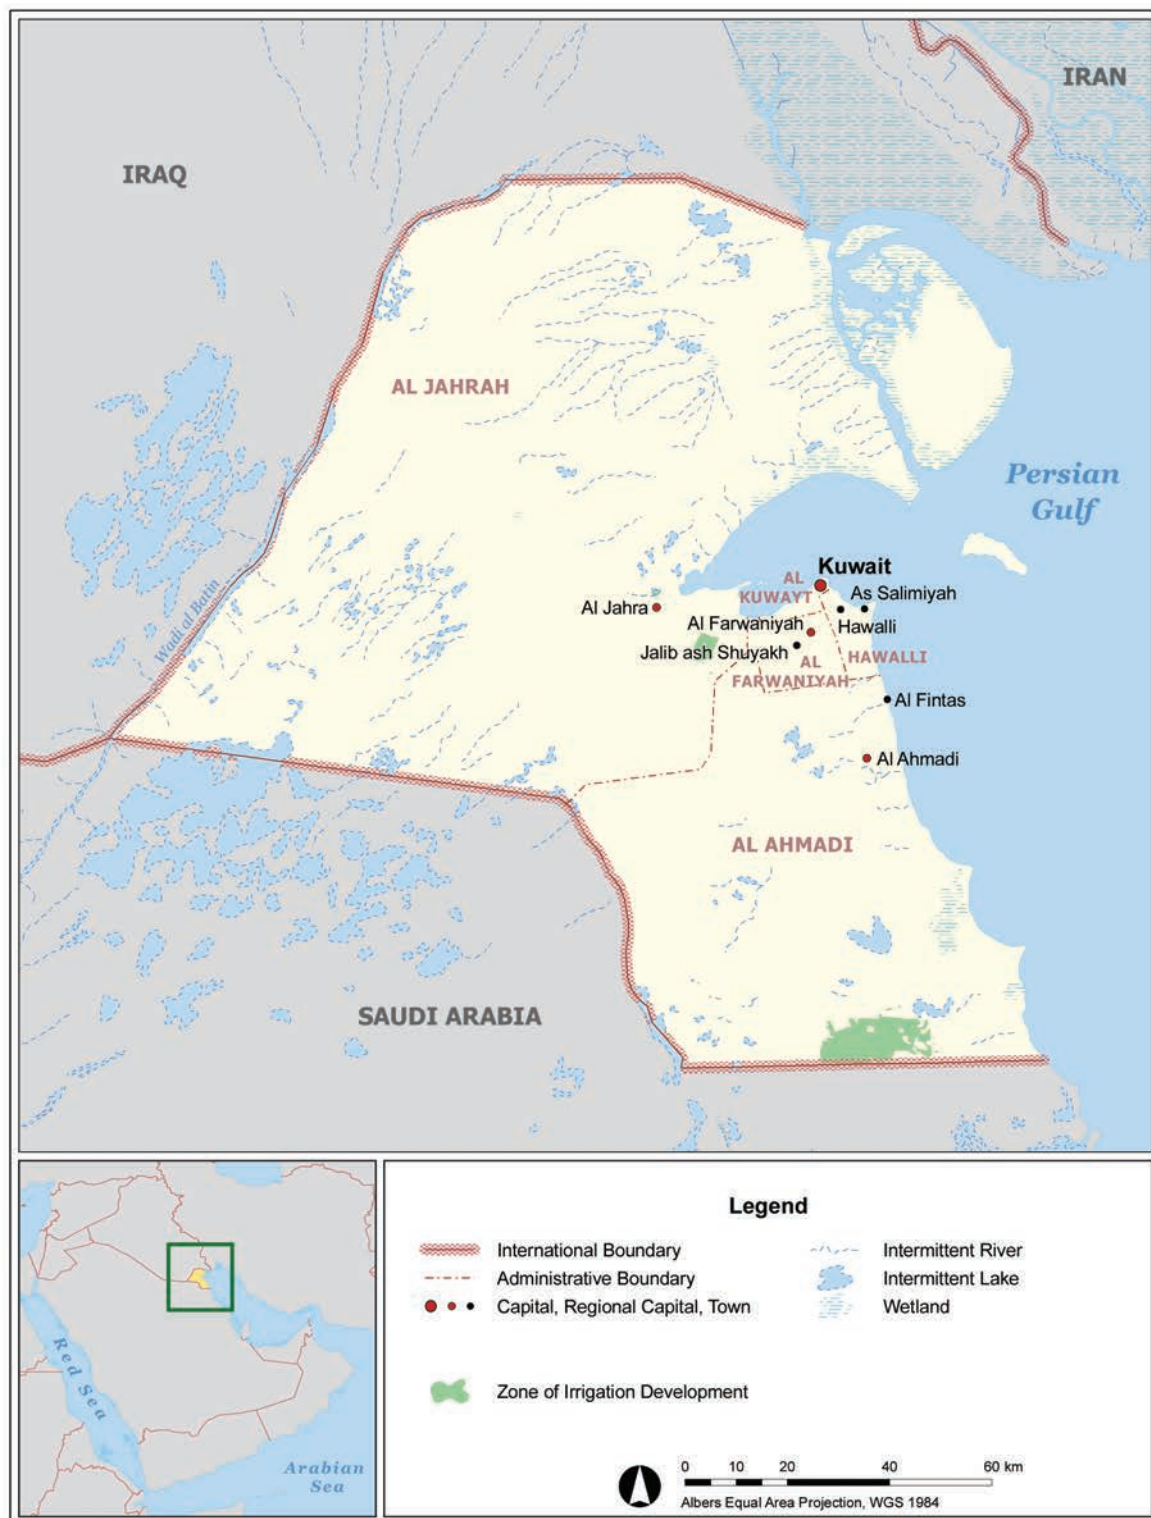 IRAN
IRAQ
AL JAHRAH
Persian
Gulf
Kuwait
AL
KUWAYT
As Salimiyah
Al Jahra
Al Farwaniyah
Hawalli
Jalib ash Shuyakh
HAWALLI
AL
FARWANIYAH
Wadi al Batin
Al Fintas
Al Ahmadi
AL AHMADI
SAUDI ARABIA
Red Sea
Arabian
Sea
Legend
International Boundary
Administrative Boundary
Capital, Regional Capital, Town
Intermittent River
Intermittent Lake
Wetland
Zone of Irrigation Development
0 10 20 40 60 km
Albers Equal Area Projection, WGS 1984